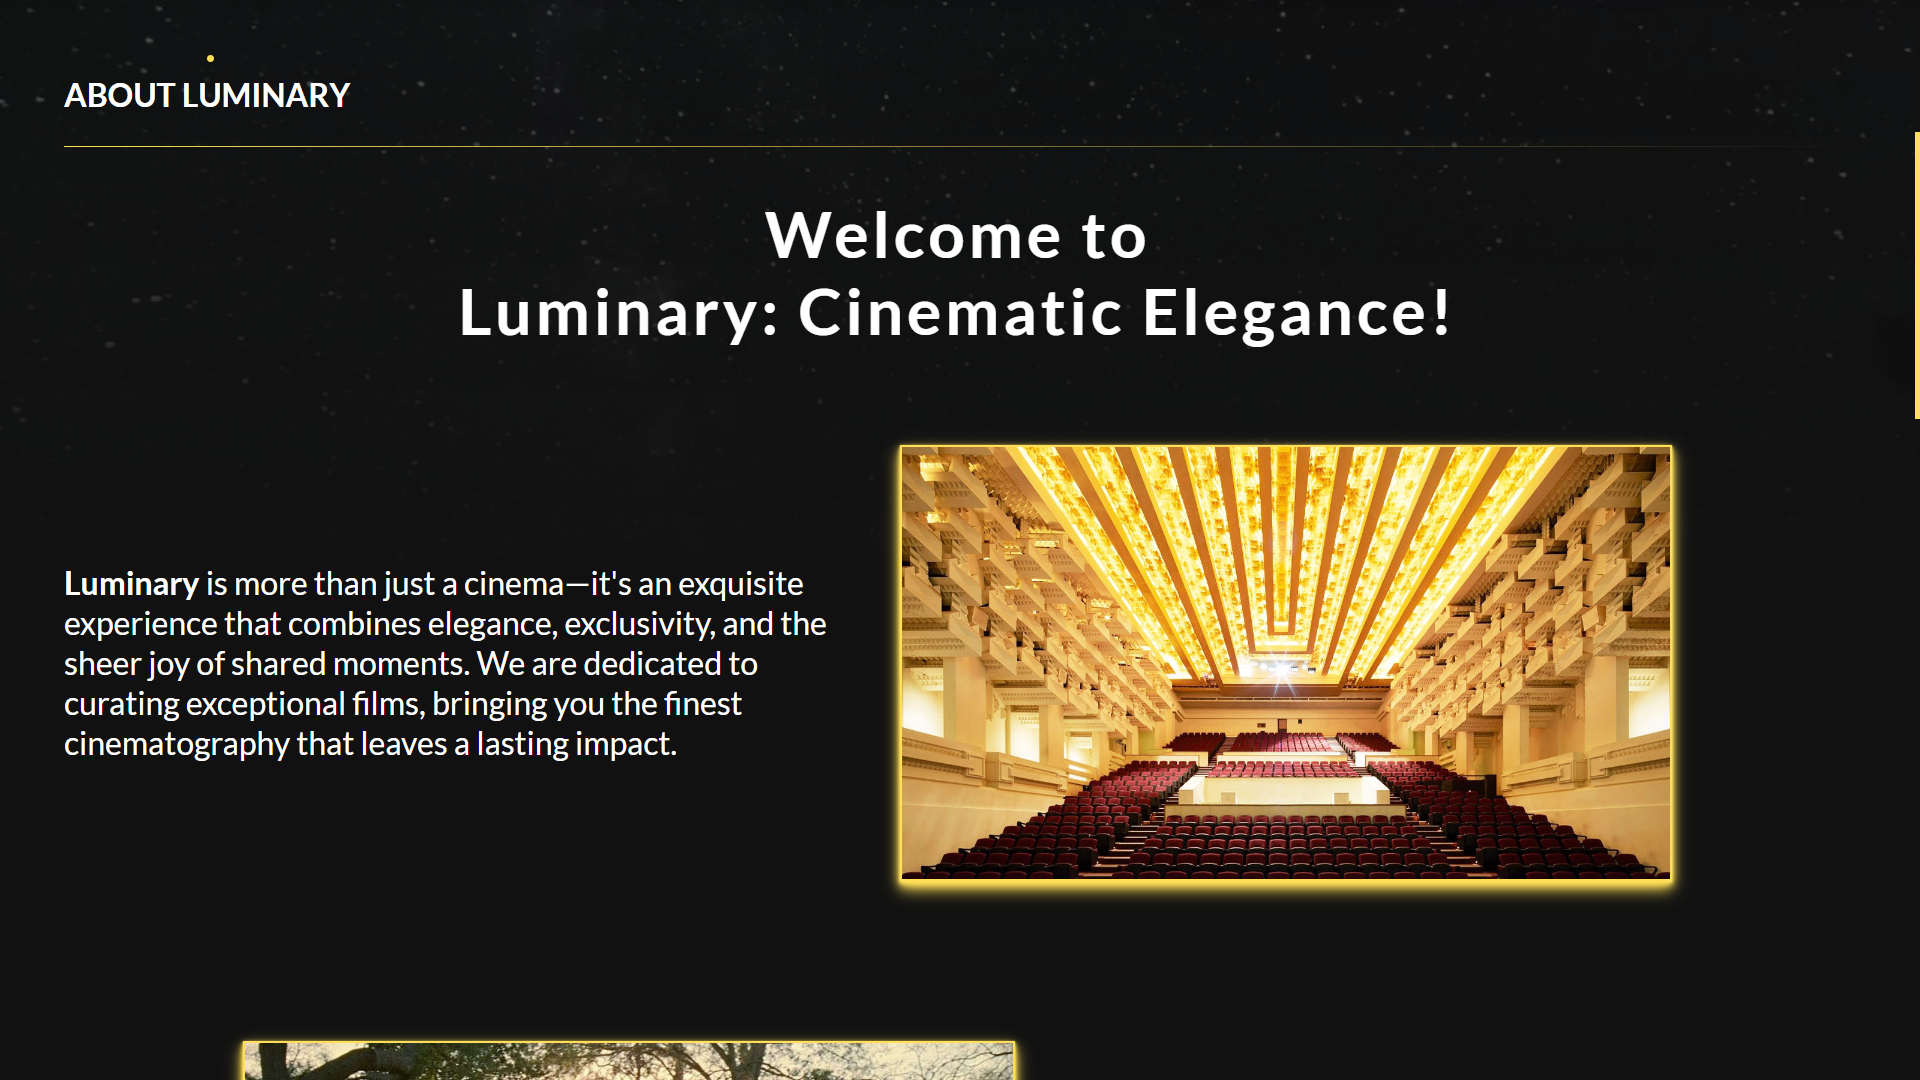 ABOUT LUMINARY
Welcome to
Luminary: Cinematic Elegance!
Luminary is more than just a cinema—it's an exquisite
experience that combines elegance, exclusivity, and the
sheer joy of shared moments. We are dedicated to
curating exceptional films, bringing you the finest
cinematography that leaves a lasting impact.